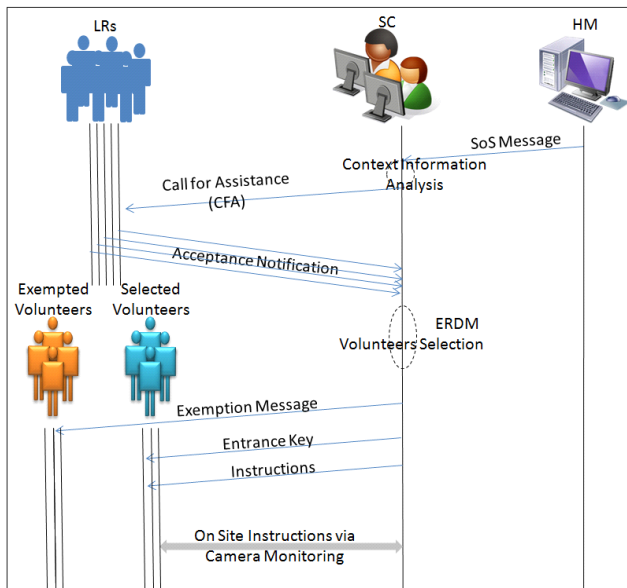 LRs
SC
HM
SoS Message
Context Information
Analysis
Call for Assistance
(CFA)
Acceptance Notification
Exempted
Volunteers
Selected
Volunteers
ERDM
Volunteers Selection
Exemption Message
Entrance Key
Instructions
On Site Instructions via
Camera Monitoring